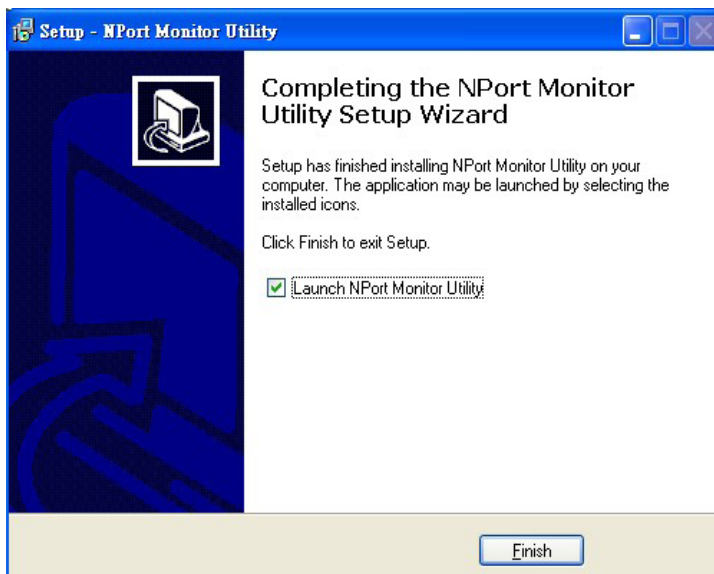 Setup - NPort Monitor Utility
Completing the NPort Monitor
Utility Setup Wizard
Setup has finished installing NPort Monitor Utility on your
computer. The application may be launched by selecting the
installed icons.
Click Finish to exit Setup.
Launch NPort Monitor Utility
Finish